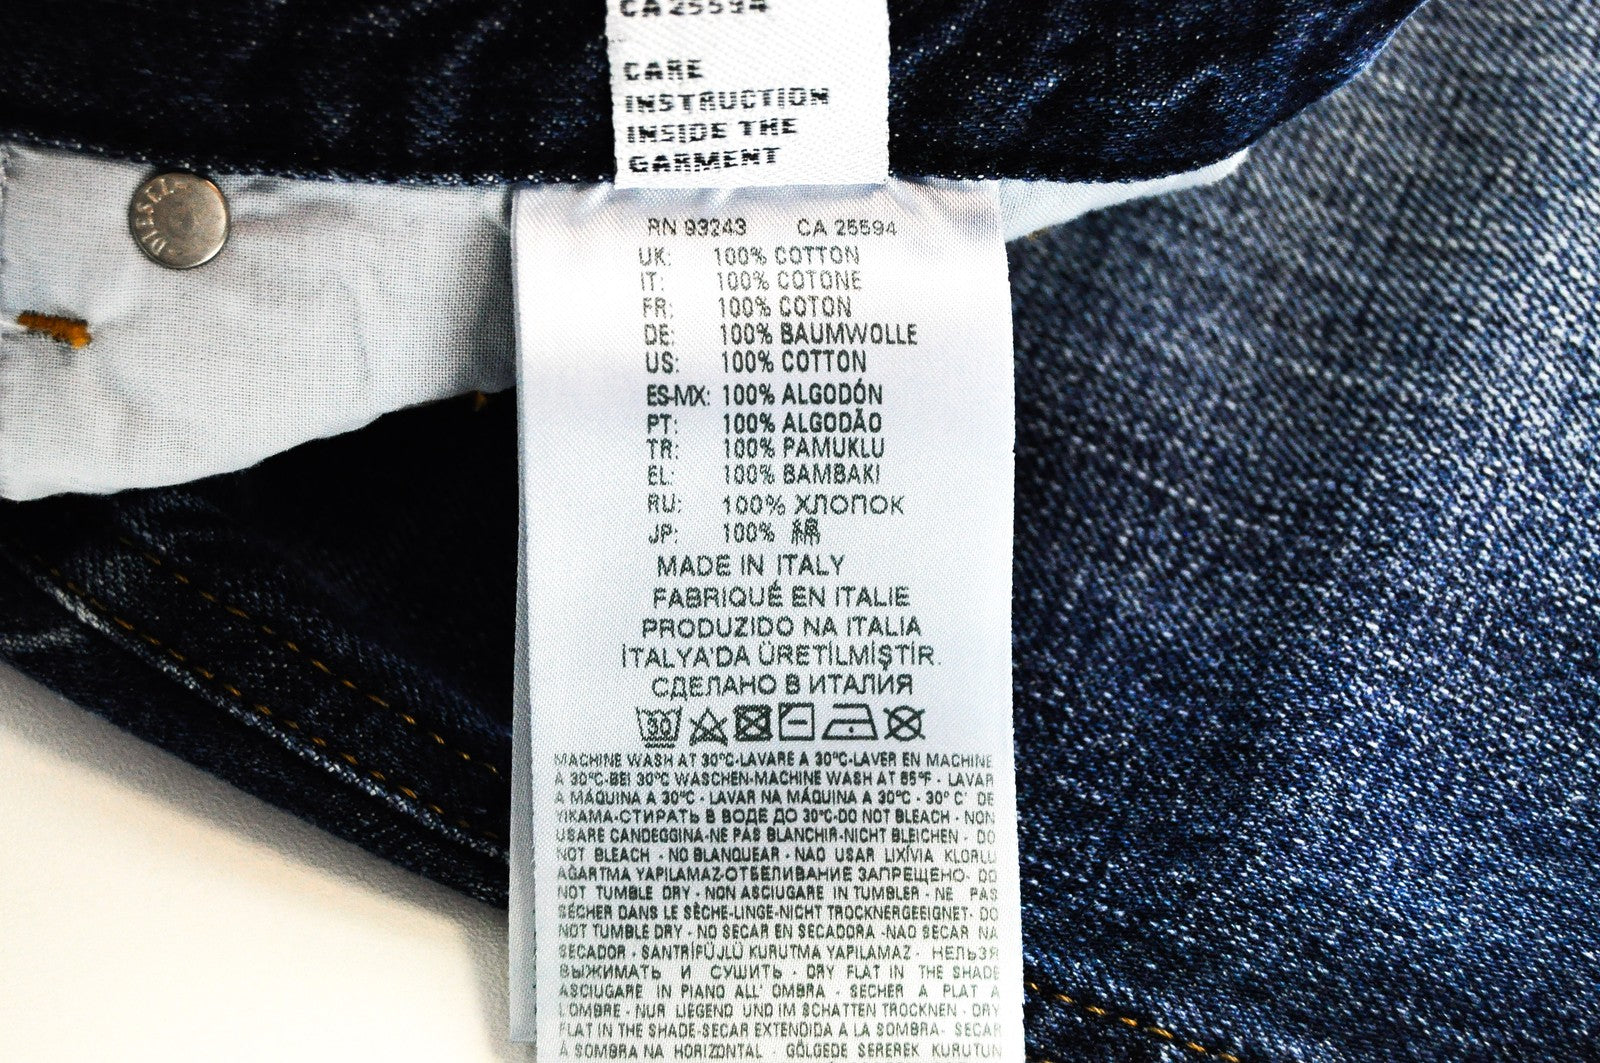 CA 25594
CARE
INSTRUCTION
INSIDE THE
GARMENT
DIESEL
RN 93243 CA 25594
UK: 100% COTTON
IT: 100% COTONE
FR: 100% COTON
DE: 100% BAUMWOLLE
US: 100% COTTON
ES-MX: 100% ALGODÓN
PT: 100% ALGODÃO
TR: 100% PAMUKLU
EL: 100% BAMBAKI
RU: 100% ХЛОПОК
JP: 100% 綿
MADE IN ITALY
FABRIQUÉ EN ITALIE
PRODUZIDO NA ITALIA
İTALYA'DA ÜRETİLMİŞTİR.
СДЕЛАНО В ИТАЛИЯ
30
MACHINE WASH AT 30°C-LAVARE A 30°C-LAVER EN MACHINE
A 30°C-BEI 30°C WASCHEN-MACHINE WASH AT 85°F - LAVAR
A MÁQUINA A 30°C - LAVAR NA MÁQUINA A 30°C - 30° C' DE
YIKAMA-СТИРАТЬ В ВОДЕ ДО 30°C-DO NOT BLEACH - NON
USARE CANDEGGINA-NE PAS BLANCHIR-NICHT BLEICHEN - DO
NOT BLEACH - NO BLANQUEAR - NAO USAR LIXÍVIA KLORLU
AĞARTMA YAPILAMAZ-ОТБЕЛИВАНИЕ ЗАПРЕЩЕНО- DO
NOT TUMBLE DRY - NON ASCIUGARE IN TUMBLER - NE PAS
SÉCHER DANS LE SÈCHE-LINGE-NICHT TROCKNERGEEIGNET- DO
NOT TUMBLE DRY - NO SECAR EN SECADORA -NAO SECAR NA
SECADOR - SANTRİFÜJLÜ KURUTMA YAPILAMAZ - НЕЛЬЗЯ
ВЫЖИМАТЬ И СУШИТЬ - DRY FLAT IN THE SHADE
ASCIUGARE IN PIANO ALL' OMBRA - SECHER A PLAT A
L'OMBRE - NUR LIEGEND UND IM SCHATTEN TROCKNEN - DRY
FLAT IN THE SHADE-SECAR EXTENDIDA A LA SOMBRA- SECAR
À SOMBRA NA HORIZONTAL - GÖLGEDE SEREREK KURUTUN